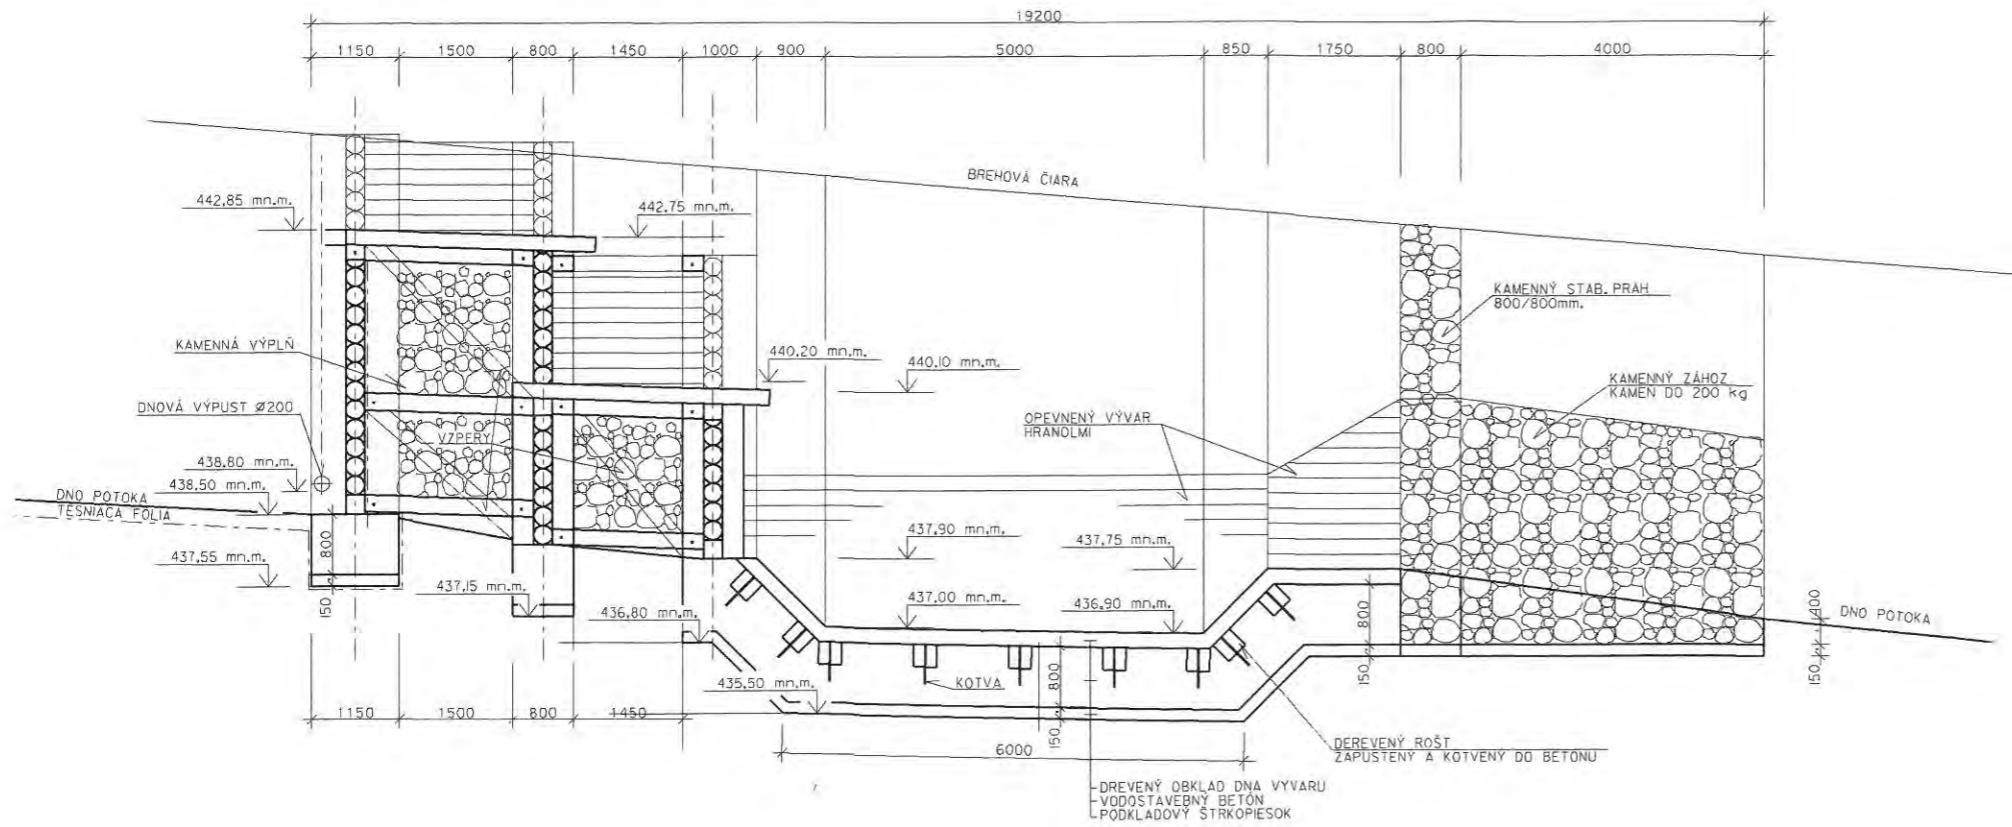 19200
1150 1500 800 1450 1000 900 5000 850 1750 800 4000
BREHOVÁ ČIARA
442,85 mn.m.
442,75 mn.m.
KAMENNÝ STAB. PRAH
800/800mm.
KAMENNÁ VÝPLŇ
440,20 mn.m.
440,10 mn.m.
KAMENNÝ ZÁHOZ
KAMEŇ DO 200 kg
DNOVÁ VÝPUST Ø200
VZPERY
OPEVNENÝ VÝVAR
HRANOLMI
438,80 mn.m.
438,50 mn.m.
DNO POTOKA
TESNIACA FÓLIA
437,90 mn.m.
437,75 mn.m.
437,55 mn.m.
800
150
437,15 mn.m.
436,80 mn.m.
437,00 mn.m.
436,90 mn.m.
800
150
400
150
DNO POTOKA
435,50 mn.m.
KOTVA
800
150
1150 1500 800 1450
6000
DEREVENÝ ROŠT
ZAPUSTENÝ A KOTVENÝ DO BETÓNU
DREVENÝ OBKLAD DNA VÝVARU
VODOSTAVEBNÝ BETÓN
PODKLADOVÝ ŠTRKOPIESOK